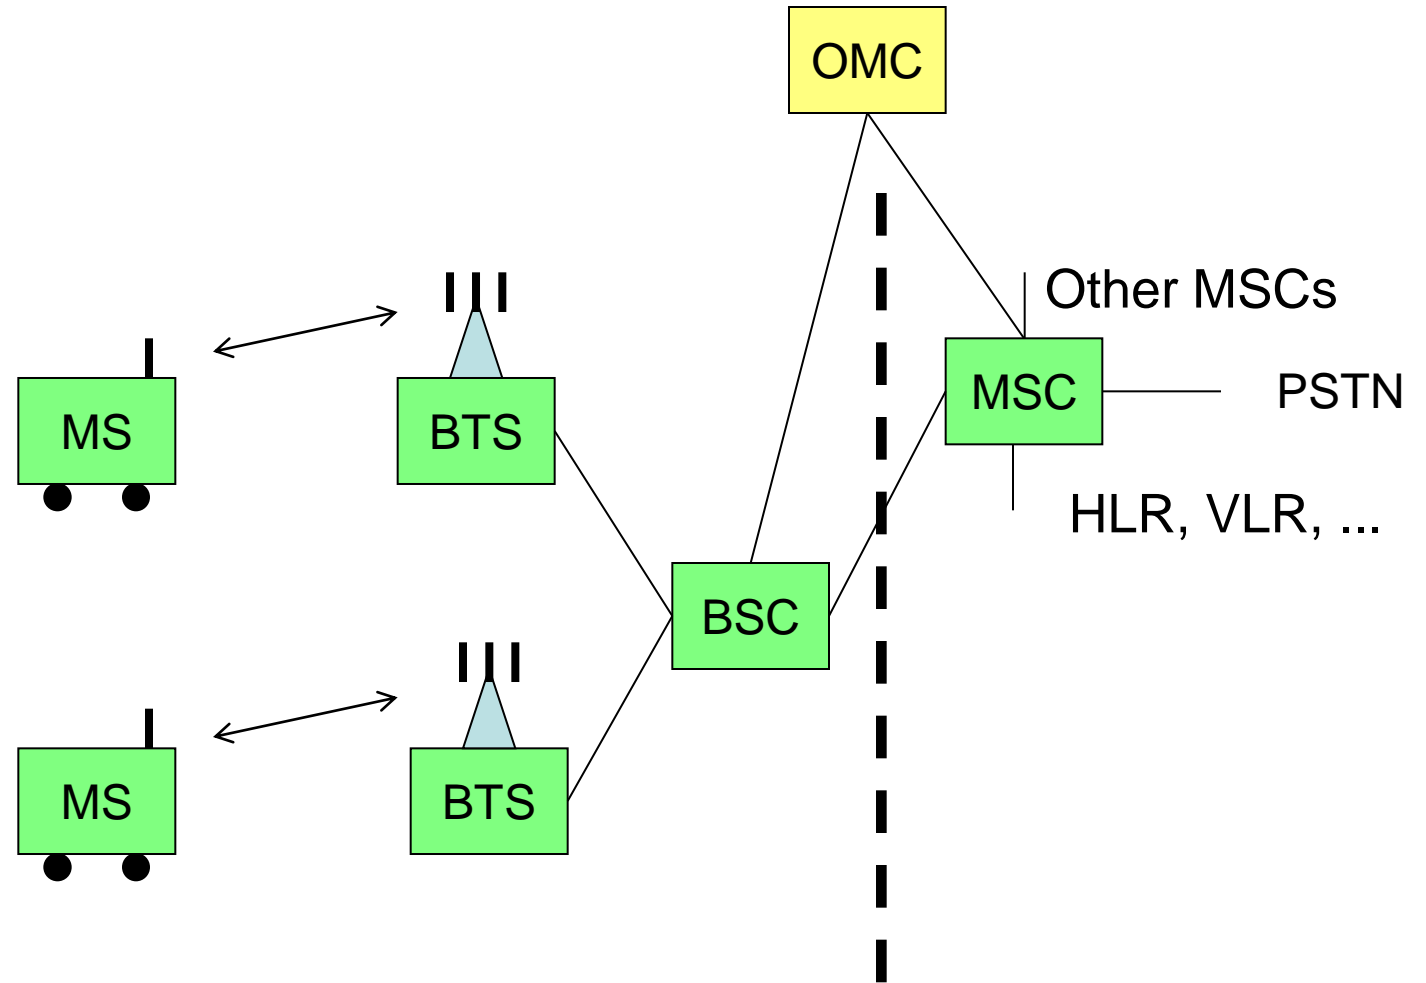 OMC
Other MSCs
MSC
PSTN
MS
BTS
HLR, VLR, ...
BSC
MS
BTS